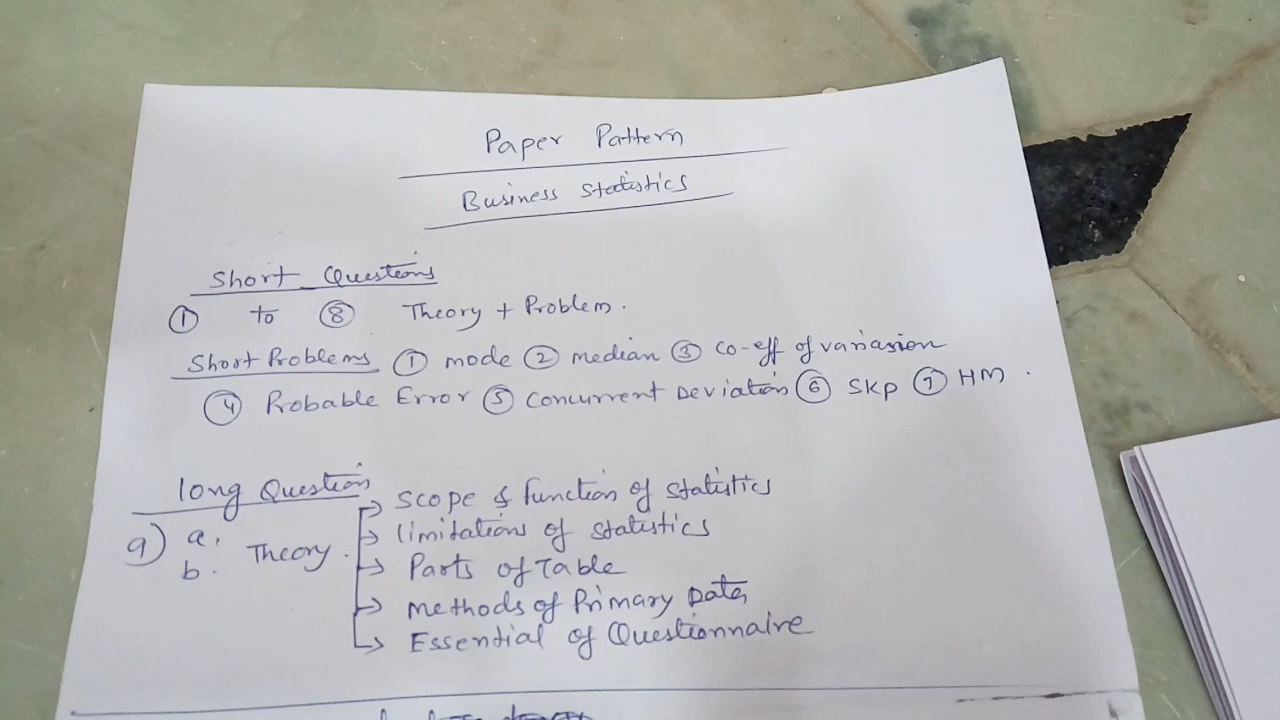 Paper Pattern
Business Statistics
Short Questions
① to ⑧ Theory + Problem.
Short Problems ① mode ② median ③ co-eff of variasion
④ Probable Error ⑤ concurrent Deviation ⑥ SKP ⑦ HM.
long Question
9) a. Theory. → scope & function of statistics
b. → limitations of statistics
→ Parts of Table
→ methods of Primary Data
→ Essential of Questionnaire